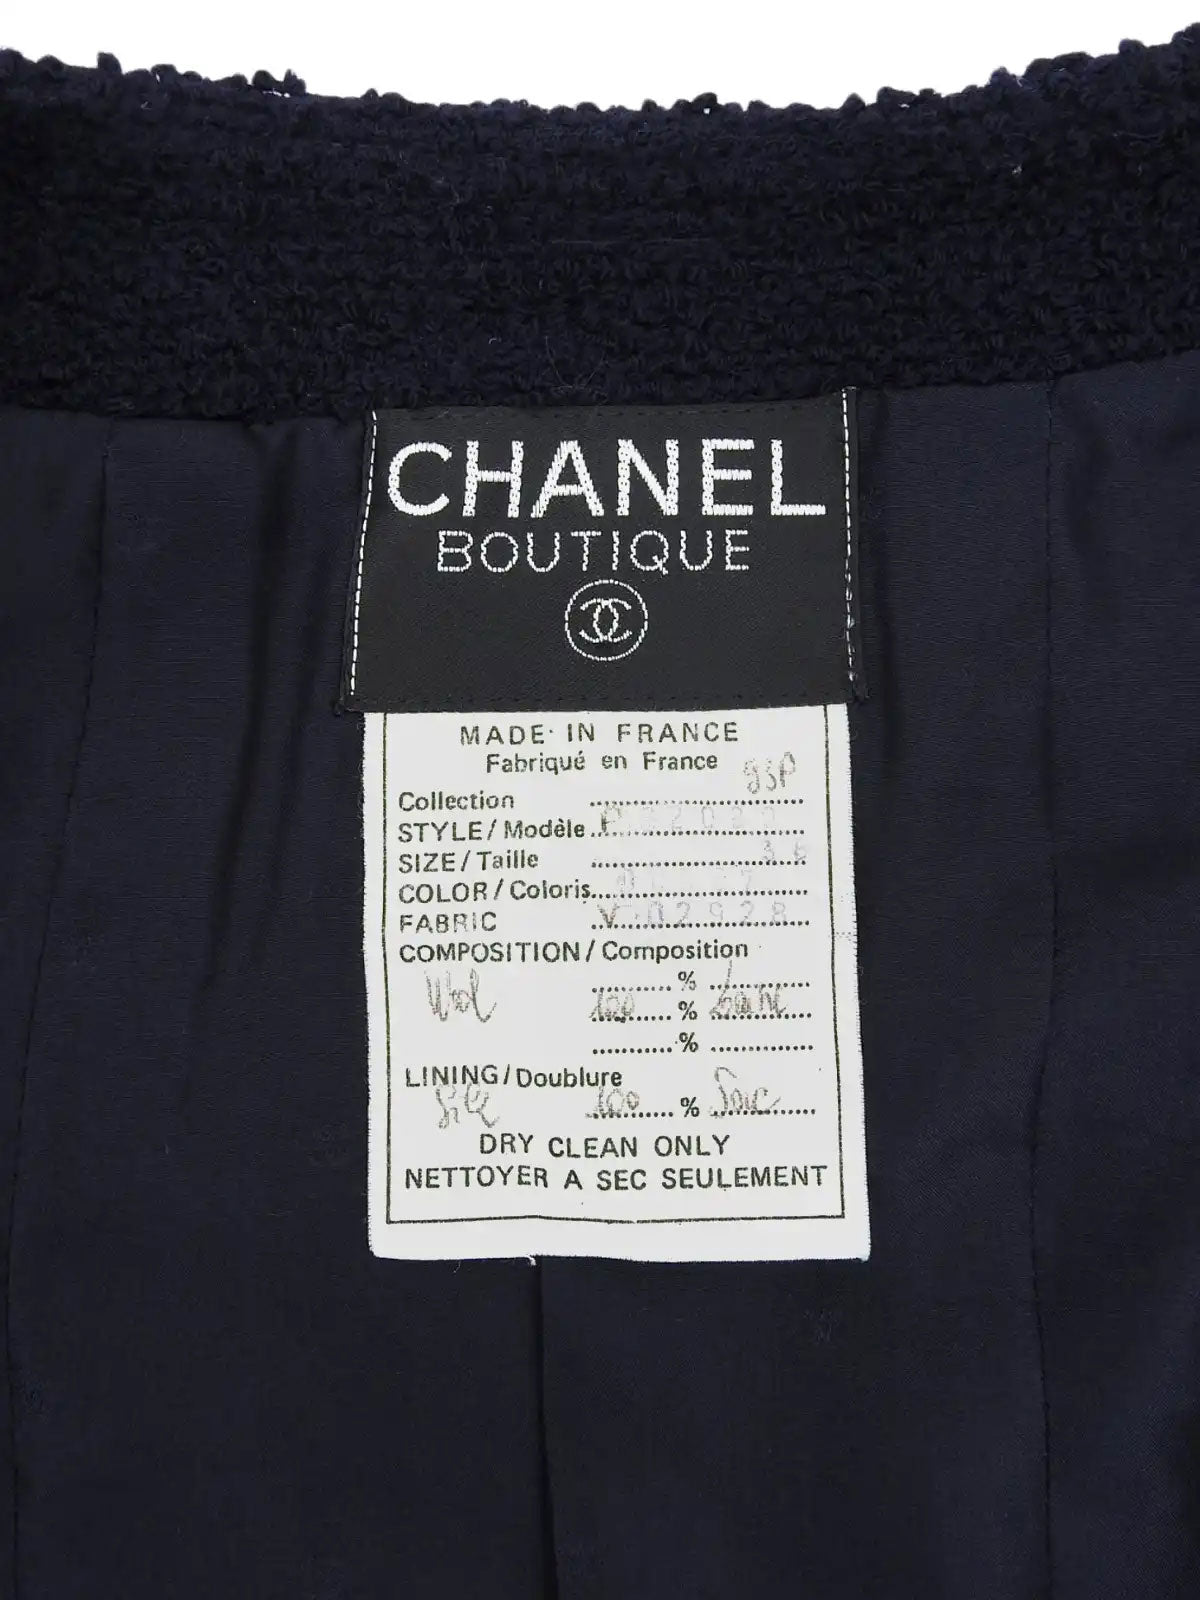 CHANEL
BOUTIQUE
MADE IN FRANCE
Fabriqué en France
Collection 93P
STYLE/Modèle
SIZE/Taille 36
COLOR/Coloris
FABRIC V 02928
COMPOSITION/Composition
%
Wool 100 % Laine
%
LINING/Doublure
Silk 100 % Soie
DRY CLEAN ONLY
NETTOYER A SEC SEULEMENT